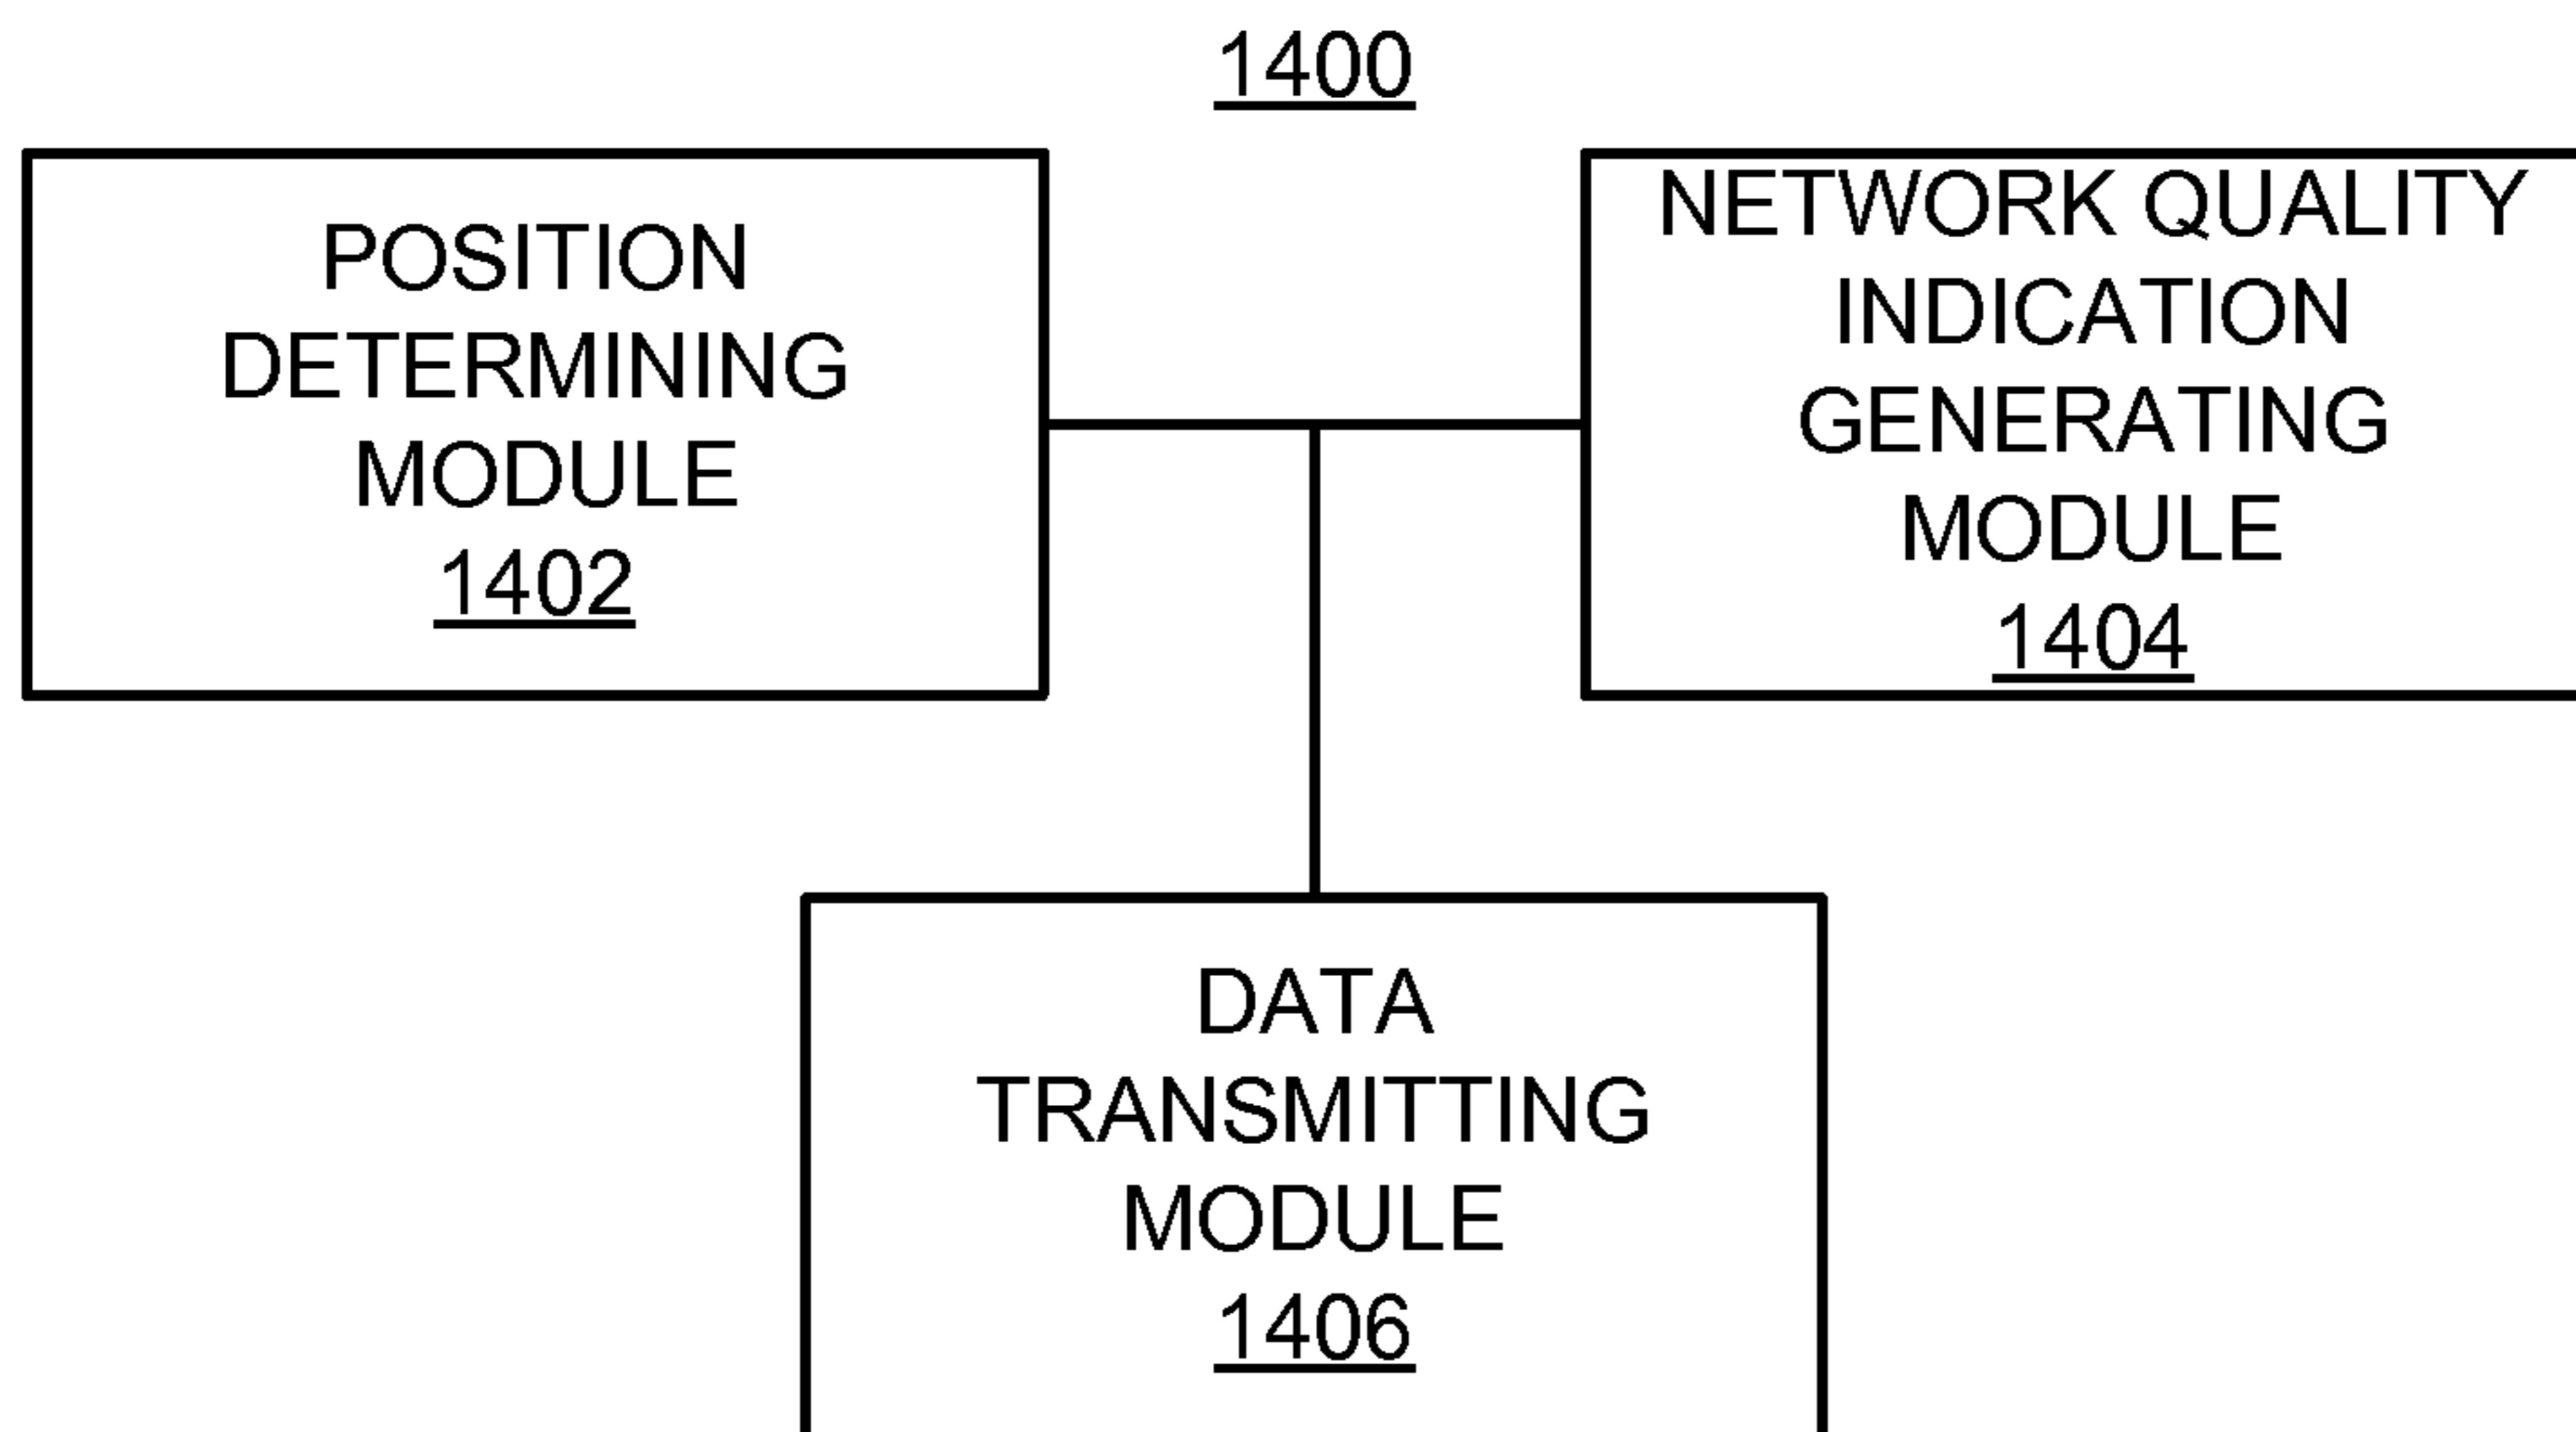 1400
POSITION
DETERMINING
MODULE
1402
NETWORK QUALITY
INDICATION
GENERATING
MODULE
1404
DATA
TRANSMITTING
MODULE
1406